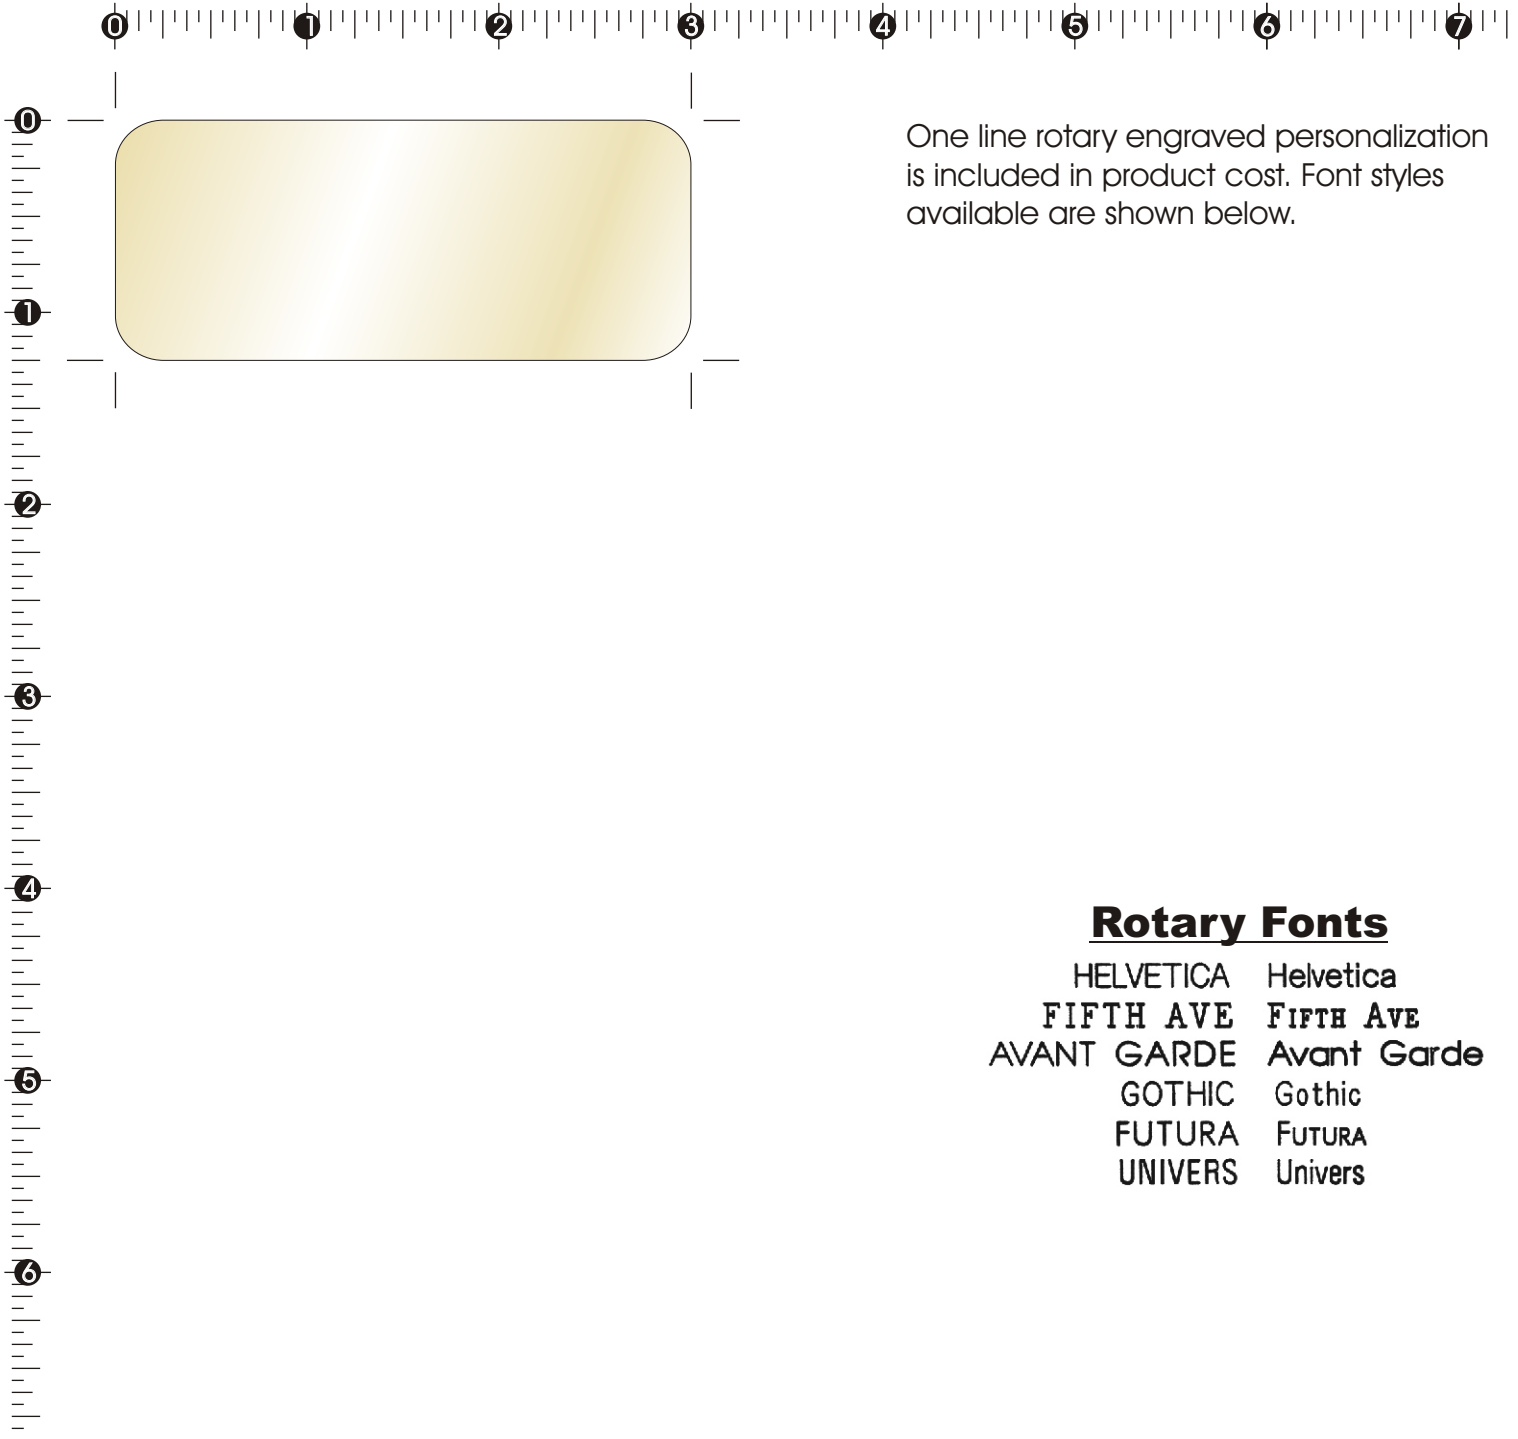 0 1 2 3 4 5 6 7
0
1
2
3
4
5
6
One line rotary engraved personalization
is included in product cost. Font styles
available are shown below.
Rotary Fonts
HELVETICA Helvetica
FIFTH AVE FIFTH AVE
AVANT GARDE Avant Garde
GOTHIC Gothic
FUTURA FUTURA
UNIVERS Univers